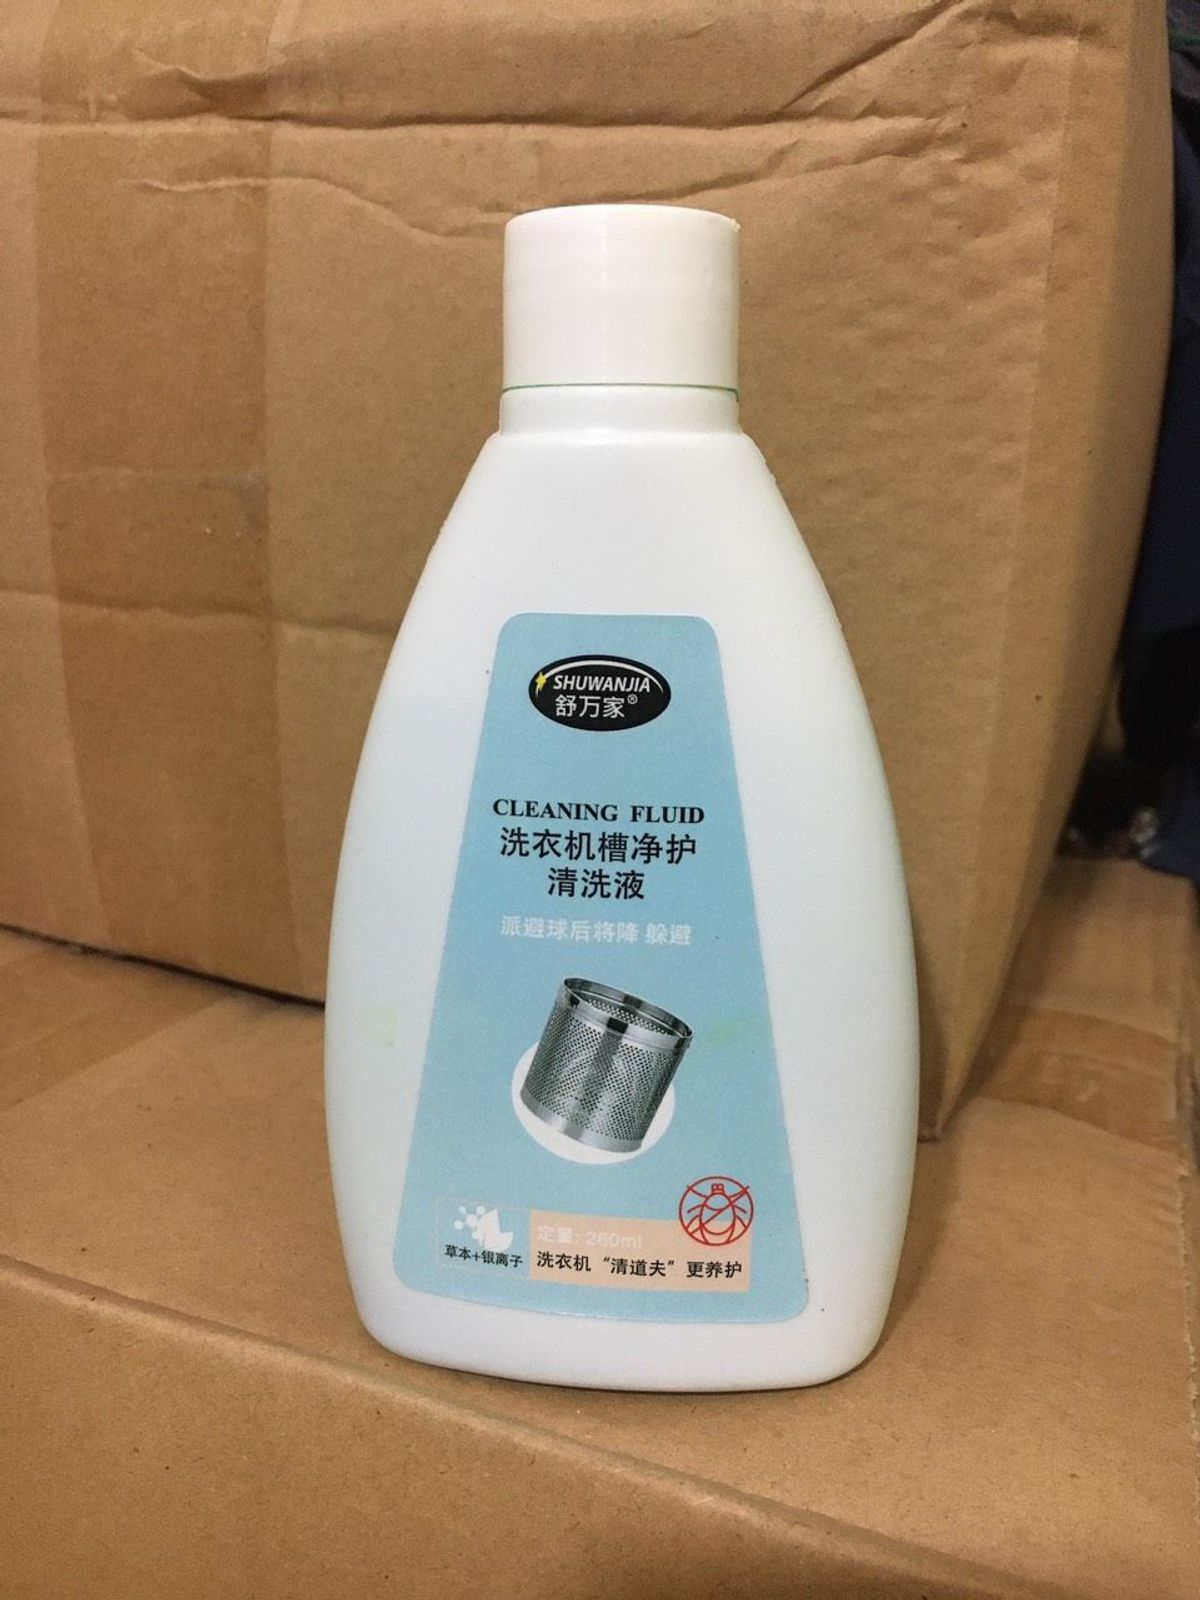 SHUWANJIA
舒万家®
CLEANING FLUID
洗衣机槽净护
清洗液
派避球后将降 躲避
草本+银离子
定量: 260ml
洗衣机“清道夫”更养护